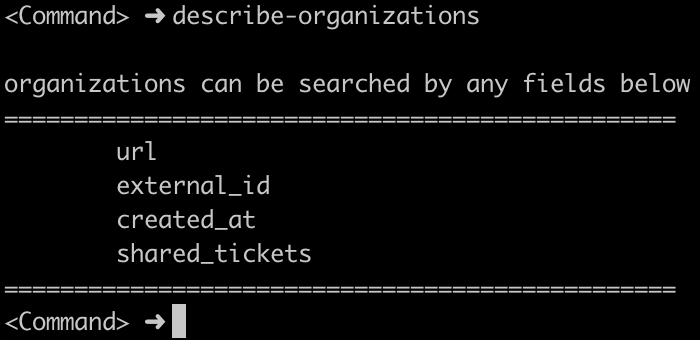 <Command> ➜ describe-organizations
organizations can be searched by any fields below
================================================
url
external_id
created_at
shared_tickets
================================================
<Command> ➜